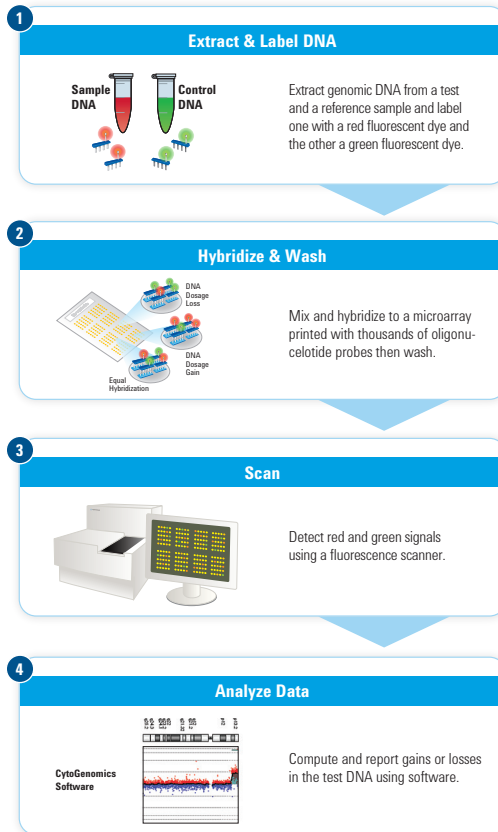 1
Extract & Label DNA
Sample
DNA
Control
DNA
Extract genomic DNA from a test
and a reference sample and label
one with a red fluorescent dye and
the other a green fluorescent dye.
2
Hybridize & Wash
DNA
Dosage
Loss
DNA
Dosage
Gain
Equal
Hybridization
Mix and hybridize to a microarray
printed with thousands of oligonu-
celotide probes then wash.
3
Scan
Detect red and green signals
using a fluorescence scanner.
4
Analyze Data
CytoGenomics
Software
Compute and report gains or losses
in the test DNA using software.